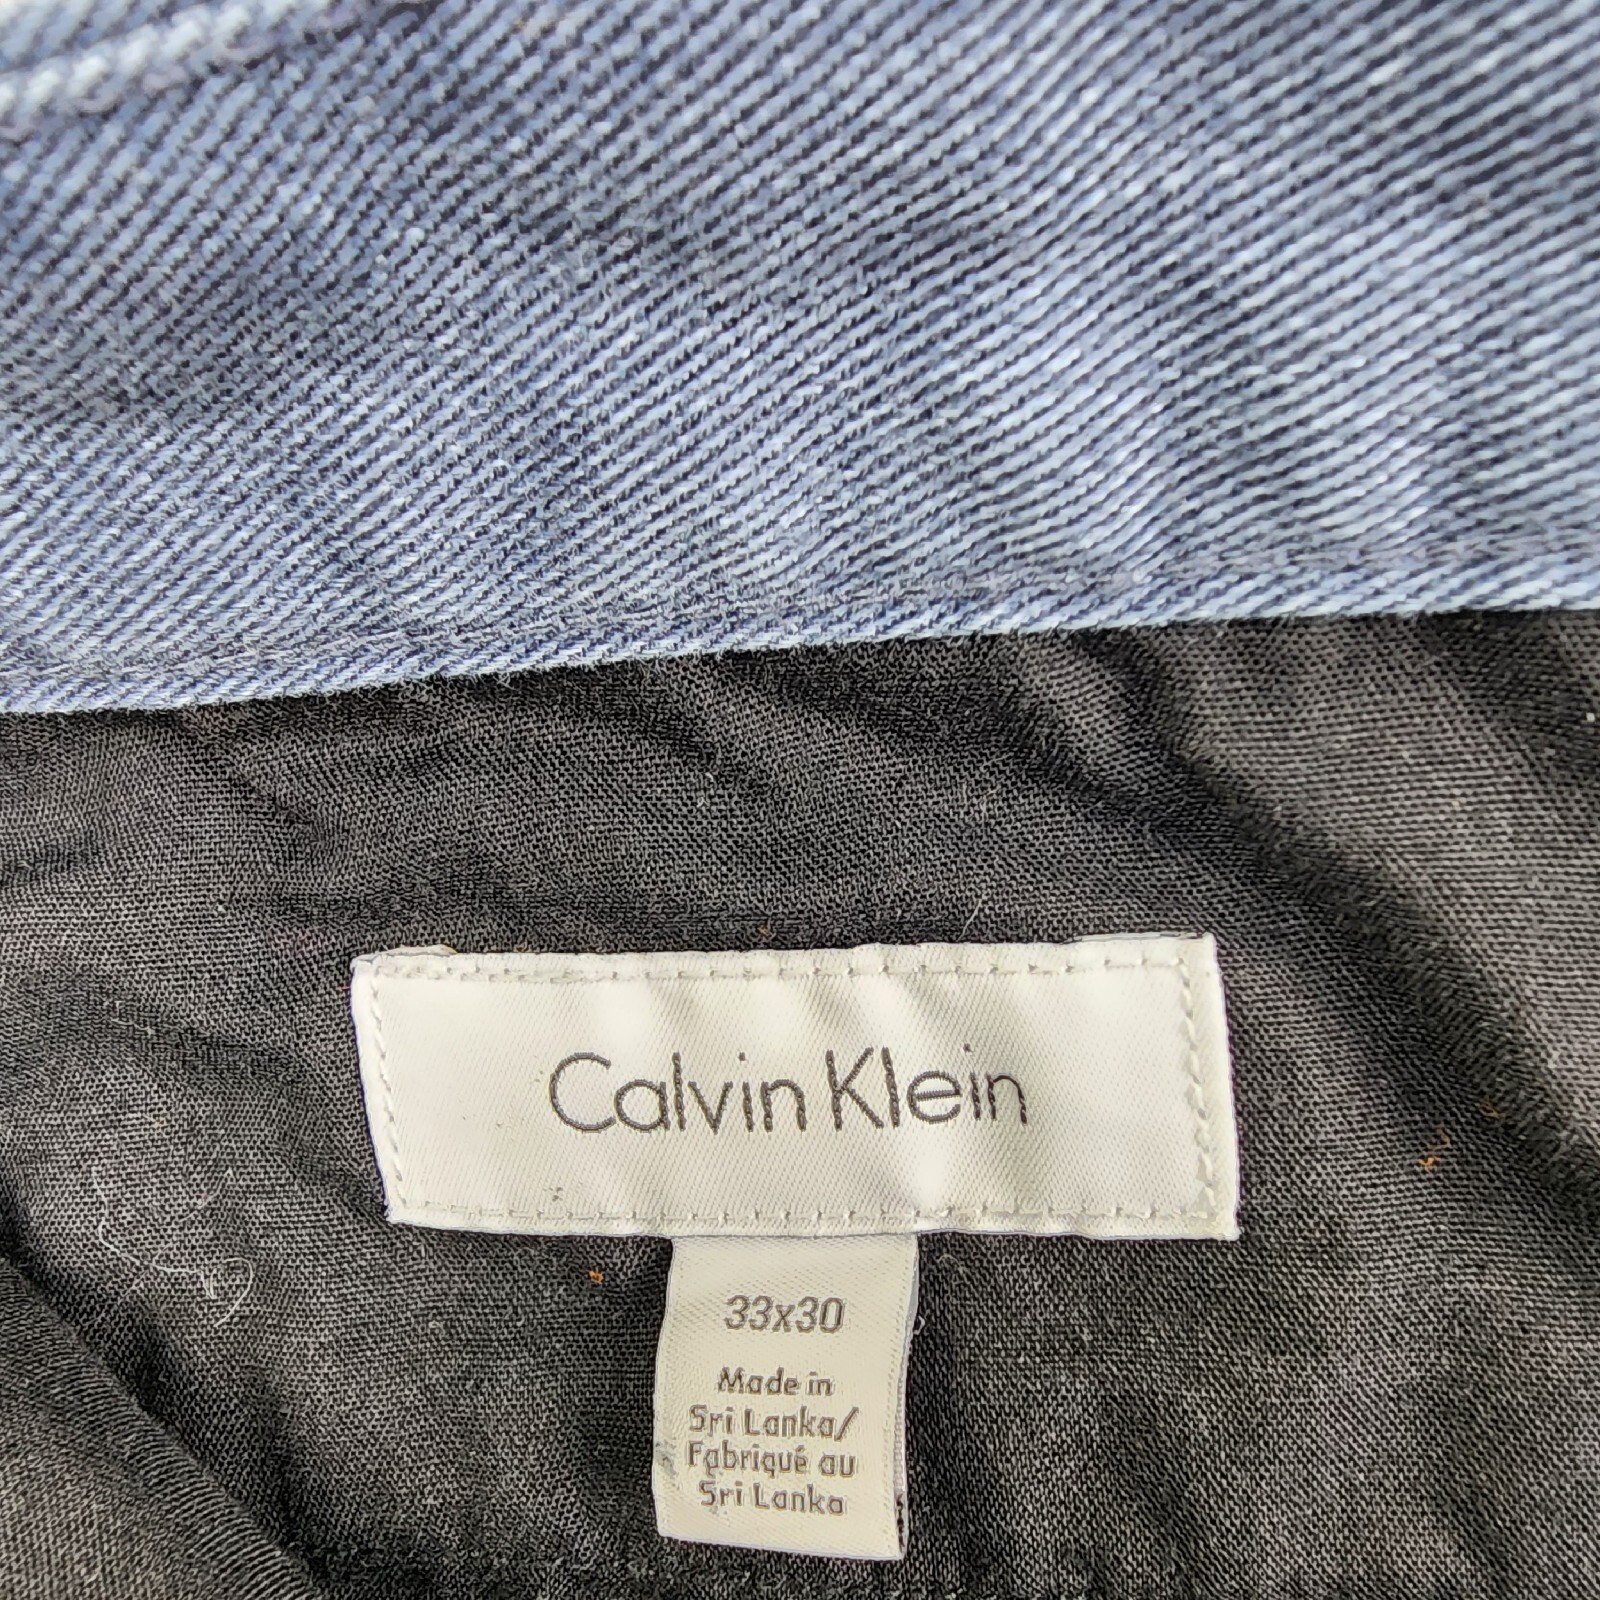 Calvin Klein
33x30
Made in
Sri Lanka/
Fabriqué au
Sri Lanka